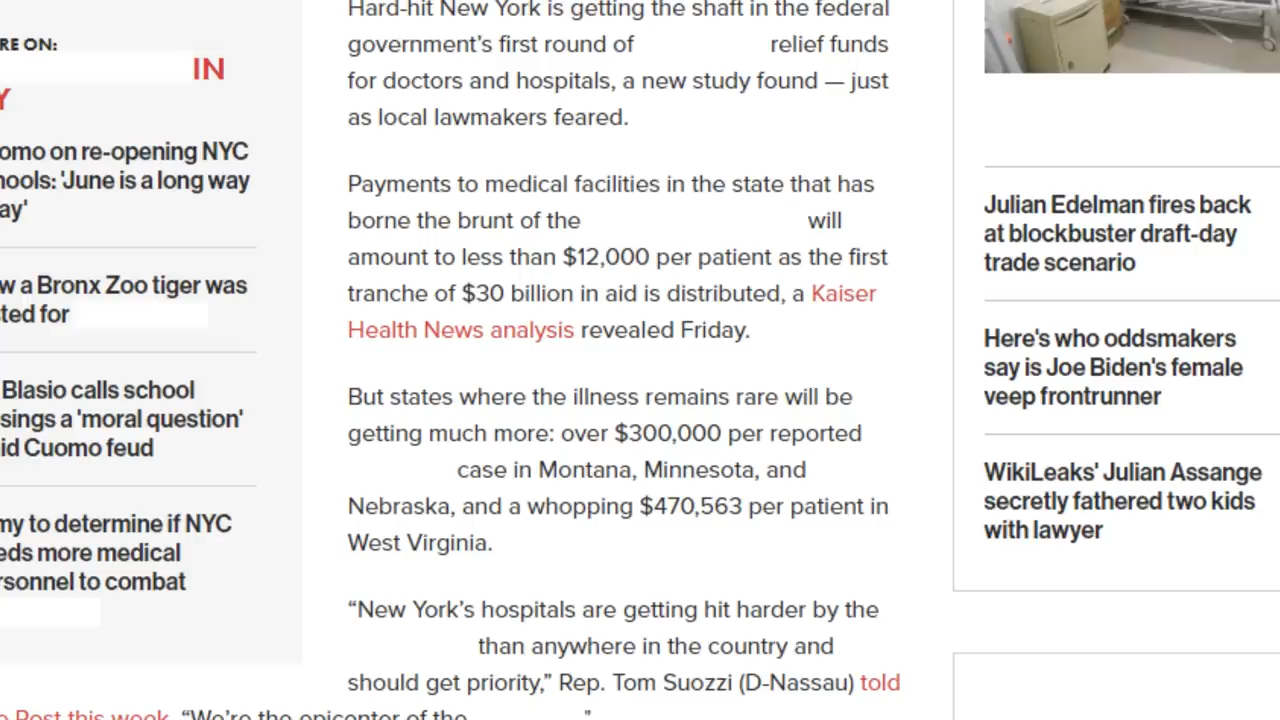 RE ON:
IN
Y
omo on re-opening NYC
hools: 'June is a long way
ay'
w a Bronx Zoo tiger was
ted for
Blasio calls school
sings a 'moral question'
id Cuomo feud
my to determine if NYC
eds more medical
rsonnel to combat
Hard-hit New York is getting the shaft in the federal
government's first round of relief funds
for doctors and hospitals, a new study found — just
as local lawmakers feared.
Payments to medical facilities in the state that has
borne the brunt of the will
amount to less than $12,000 per patient as the first
tranche of $30 billion in aid is distributed, a Kaiser
Health News analysis revealed Friday.
But states where the illness remains rare will be
getting much more: over $300,000 per reported
case in Montana, Minnesota, and
Nebraska, and a whopping $470,563 per patient in
West Virginia.
“New York’s hospitals are getting hit harder by the
than anywhere in the country and
should get priority,” Rep. Tom Suozzi (D-Nassau) told
e Post this week. “We’re the epicenter of the ”
Julian Edelman fires back
at blockbuster draft-day
trade scenario
Here's who oddsmakers
say is Joe Biden's female
veep frontrunner
WikiLeaks' Julian Assange
secretly fathered two kids
with lawyer